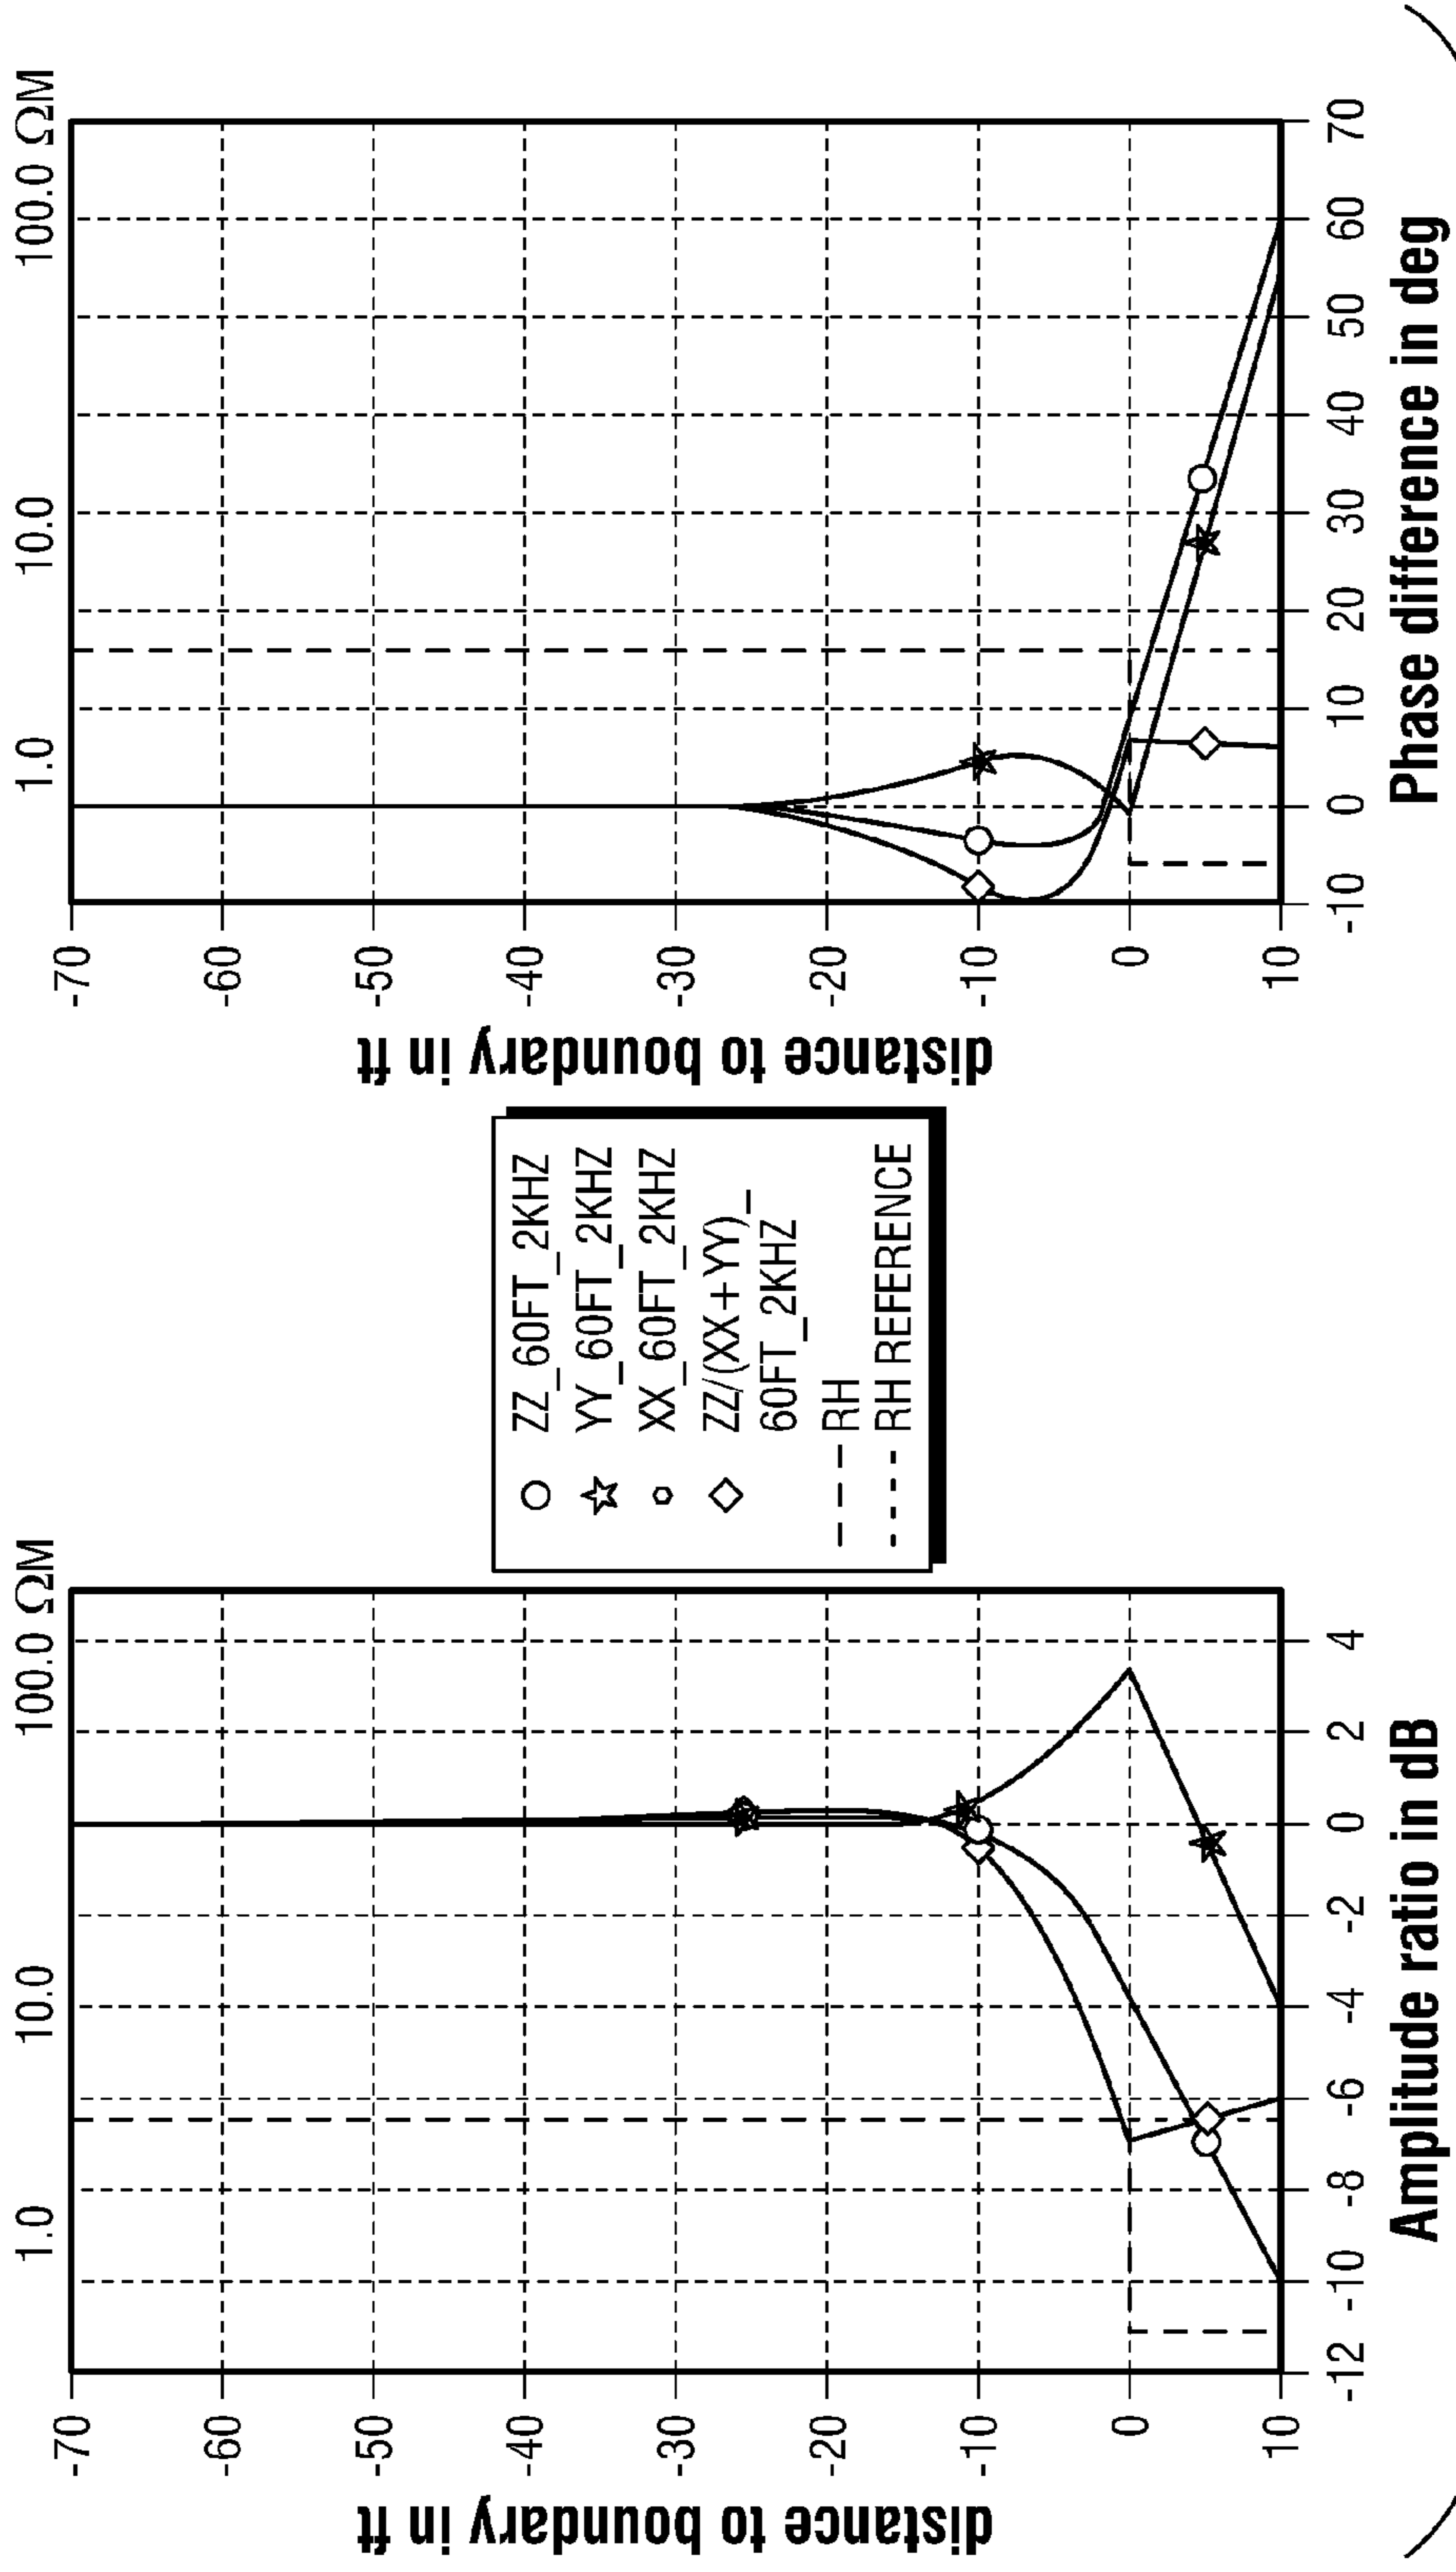 1.0 10.0 100.0 ΩM
-70
-60
-50
-40
-30
-20
-10
0
10
distance to boundary in ft
-12 -10 -8 -6 -4 -2 0 2 4
Amplitude ratio in dB
ZZ_60FT_2KHZ
YY_60FT_2KHZ
XX_60FT_2KHZ
ZZ/(XX+YY)_
60FT_2KHZ
RH
RH REFERENCE
1.0 10.0 100.0 ΩM
-70
-60
-50
-40
-30
-20
-10
0
10
distance to boundary in ft
-10 0 10 20 30 40 50 60 70
Phase difference in deg